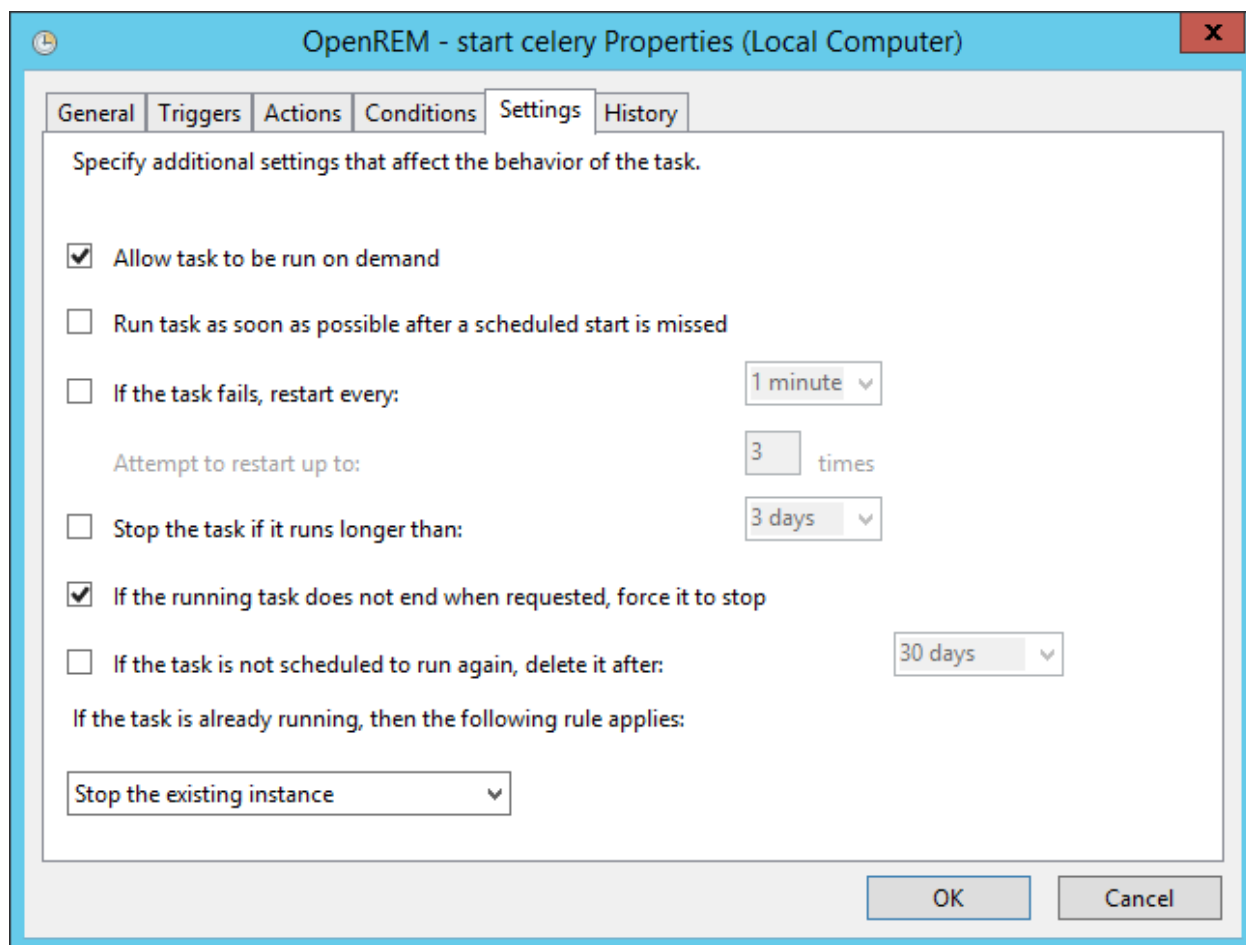 OpenREM - start celery Properties (Local Computer)
x
General Triggers Actions Conditions Settings History
Specify additional settings that affect the behavior of the task.
Allow task to be run on demand
Run task as soon as possible after a scheduled start is missed
If the task fails, restart every: 1 minute
Attempt to restart up to: 3 times
Stop the task if it runs longer than: 3 days
If the running task does not end when requested, force it to stop
If the task is not scheduled to run again, delete it after: 30 days
If the task is already running, then the following rule applies:
Stop the existing instance
OK Cancel